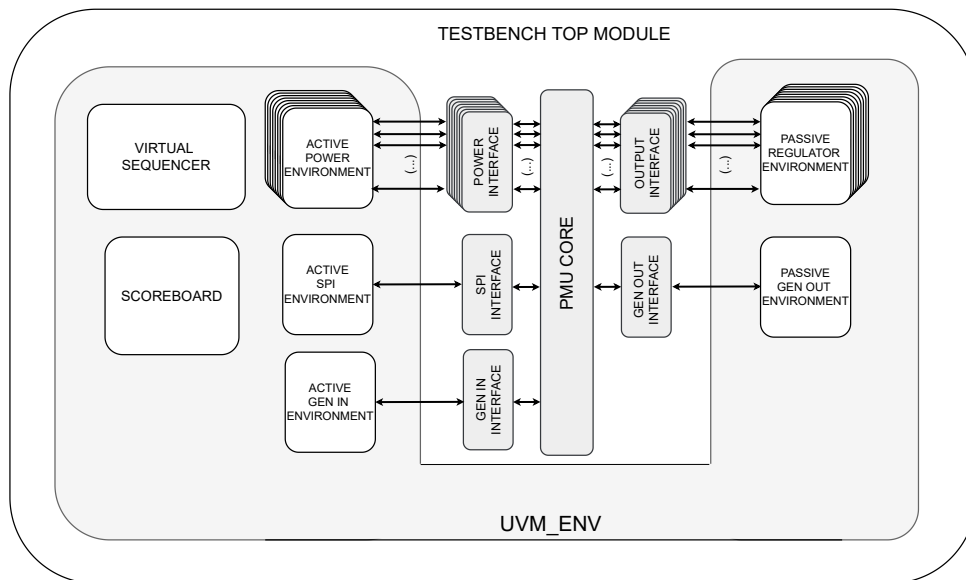 TESTBENCH TOP MODULE
VIRTUAL
SEQUENCER
SCOREBOARD
ACTIVE
POWER
ENVIRONMENT
(...)
POWER
INTERFACE
(...)
PMU CORE
(...)
OUTPUT
INTERFACE
(...)
PASSIVE
REGULATOR
ENVIRONMENT
ACTIVE
SPI
ENVIRONMENT
SPI
INTERFACE
GEN OUT
INTERFACE
PASSIVE
GEN OUT
ENVIRONMENT
ACTIVE
GEN IN
ENVIRONMENT
GEN IN
INTERFACE
UVM_ENV